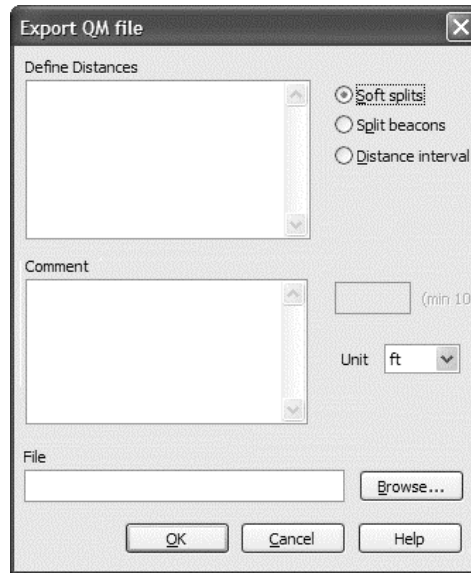 Export QM file
Define Distances
Soft splits
Split beacons
Distance interval
Comment
(min 10
Unit ft
File
Browse...
OK Cancel Help